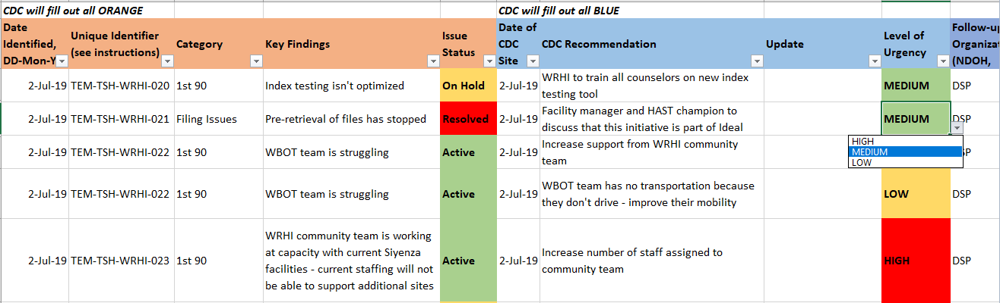 CDC will fill out all ORANGE
CDC will fill out all BLUE
Date
Identified,
DD-Mon-Y
Unique Identifier
(see instructions)
Category
Key Findings
Issue
Status
Date of
CDC
Site
CDC Recommendation
Update
Level of
Urgency
Follow-up
Organizat
(NDOH,
2-Jul-19
TEM-TSH-WRHI-020
1st 90
Index testing isn't optimized
On Hold
2-Jul-19
WRHI to train all counselors on new index
testing tool
MEDIUM
DSP
2-Jul-19
TEM-TSH-WRHI-021
Filing Issues
Pre-retrieval of files has stopped
Resolved
2-Jul-19
Facility manager and HAST champion to
discuss that this initiative is part of Ideal
MEDIUM
DSP
HIGH
MEDIUM
LOW
2-Jul-19
TEM-TSH-WRHI-022
1st 90
WBOT team is struggling
Active
2-Jul-19
Increase support from WRHI community
team
2-Jul-19
TEM-TSH-WRHI-022
1st 90
WBOT team is struggling
Active
2-Jul-19
WBOT team has no transportation because
they don't drive - improve their mobility
LOW
DSP
2-Jul-19
TEM-TSH-WRHI-023
1st 90
WRHI community team is working
at capacity with current Siyenza
facilities - current staffing will not
be able to support additional sites
Active
2-Jul-19
Increase number of staff assigned to
community team
HIGH
DSP